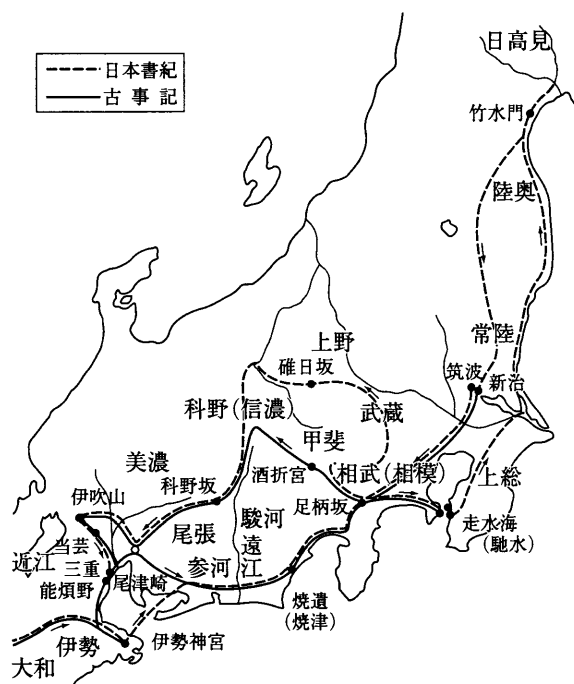 日本書紀
古事記
日高見
竹水門
陸奥
常陸
筑波
新治
上野
碓日坂
科野(信濃)
武蔵
甲斐
美濃
酒折宮
相武(相模)
上総
科野坂
伊吹山
足柄坂
走水海
(馳水)
尾張
駿河
遠江
近江
当芸
三重
尾津崎
能煩野
参河
焼遺
(焼津)
伊勢
伊勢神宮
大和